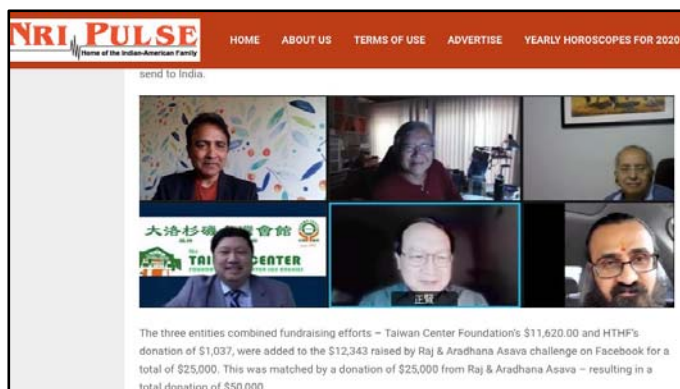 NRI PULSE
Home of the Indian-American Family
HOME ABOUT US TERMS OF USE ADVERTISE YEARLY HOROSCOPES FOR 2020
send to India.
大洛杉磯會館
TAI CENTER
正賢
The three entities combined fundraising efforts – Taiwan Center Foundation's $11,620.00 and HTHF's
donation of $1,037, were added to the $12,343 raised by Raj & Aradhana Asava challenge on Facebook for a
total of $25,000. This was matched by a donation of $25,000 from Raj & Aradhana Asava – resulting in a
total donation of $50,000